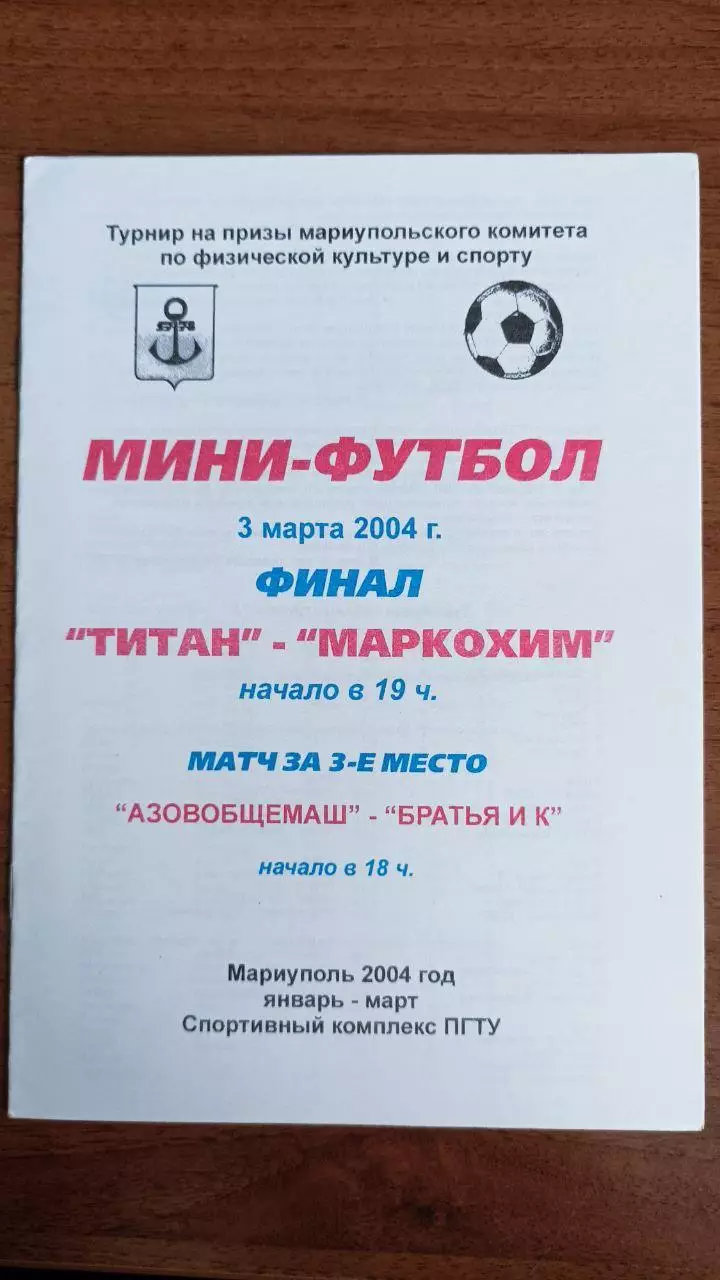 Турнир на призы мариупольского комитета
по физической культуре и спорту
1778
МИНИ-ФУТБОЛ
3 марта 2004 г.
ФИНАЛ
"ТИТАН" - "МАРКОХИМ"
начало в 19 ч.
МАТЧ ЗА 3-Е МЕСТО
"АЗОВОБЩЕМАШ" - "БРАТЬЯ И К"
начало в 18 ч.
Мариуполь 2004 год
январь - март
Спортивный комплекс ПГТУ